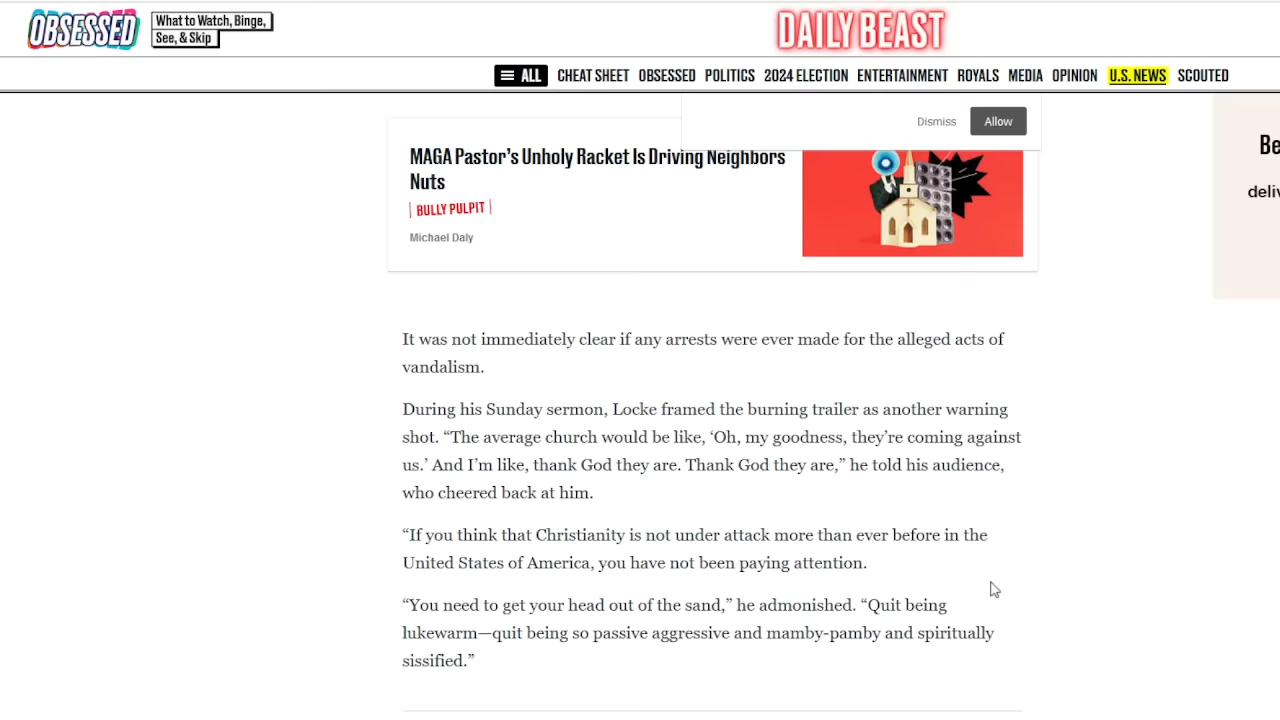 OBSESSED
What to Watch, Binge,
See, & Skip
DAILY BEAST
ALL CHEAT SHEET OBSESSED POLITICS 2024 ELECTION ENTERTAINMENT ROYALS MEDIA OPINION U.S. NEWS SCOUTED
Dismiss Allow
Be
deliv
MAGA Pastor’s Unholy Racket Is Driving Neighbors
Nuts
BULLY PULPIT
Michael Daly
It was not immediately clear if any arrests were ever made for the alleged acts of
vandalism.
During his Sunday sermon, Locke framed the burning trailer as another warning
shot. “The average church would be like, ‘Oh, my goodness, they’re coming against
us.’ And I’m like, thank God they are. Thank God they are,” he told his audience,
who cheered back at him.
“If you think that Christianity is not under attack more than ever before in the
United States of America, you have not been paying attention.
“You need to get your head out of the sand,” he admonished. “Quit being
lukewarm—quit being so passive aggressive and mamby-pamby and spiritually
sissified.”